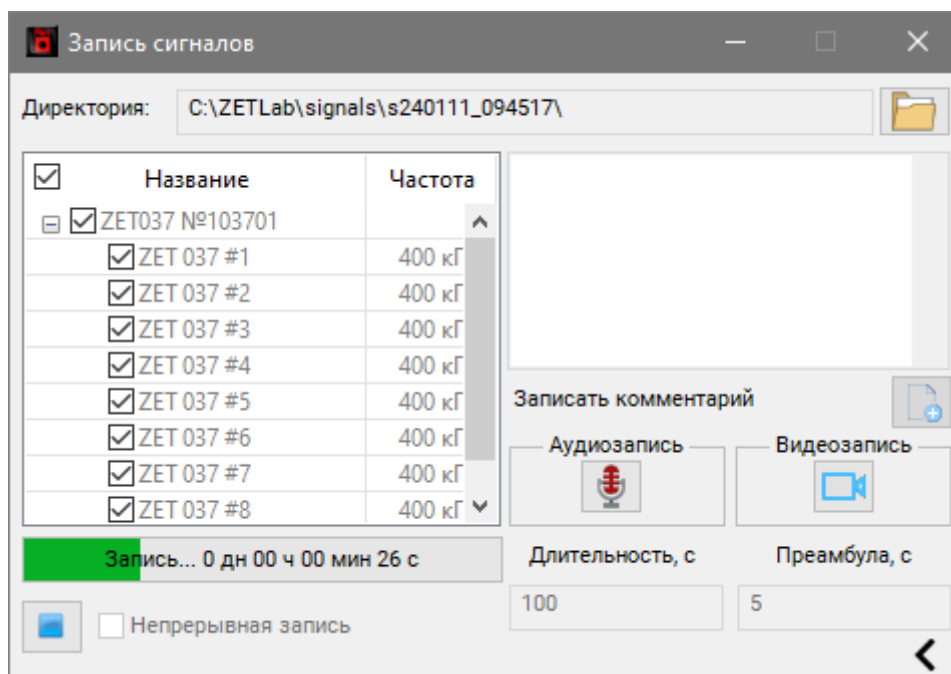 Запись сигналов
Директория: C:\ZETLab\signals\s240111_094517\
Название Частота
ZET037 №103701
ZET 037 #1 400 кГ
ZET 037 #2 400 кГ
ZET 037 #3 400 кГ
ZET 037 #4 400 кГ
ZET 037 #5 400 кГ
ZET 037 #6 400 кГ
ZET 037 #7 400 кГ
ZET 037 #8 400 кГ
Записать комментарий
Аудиозапись Видеозапись
Запись... 0 дн 00 ч 00 мин 26 с
Длительность, с Преамбула, с
100 5
Непрерывная запись